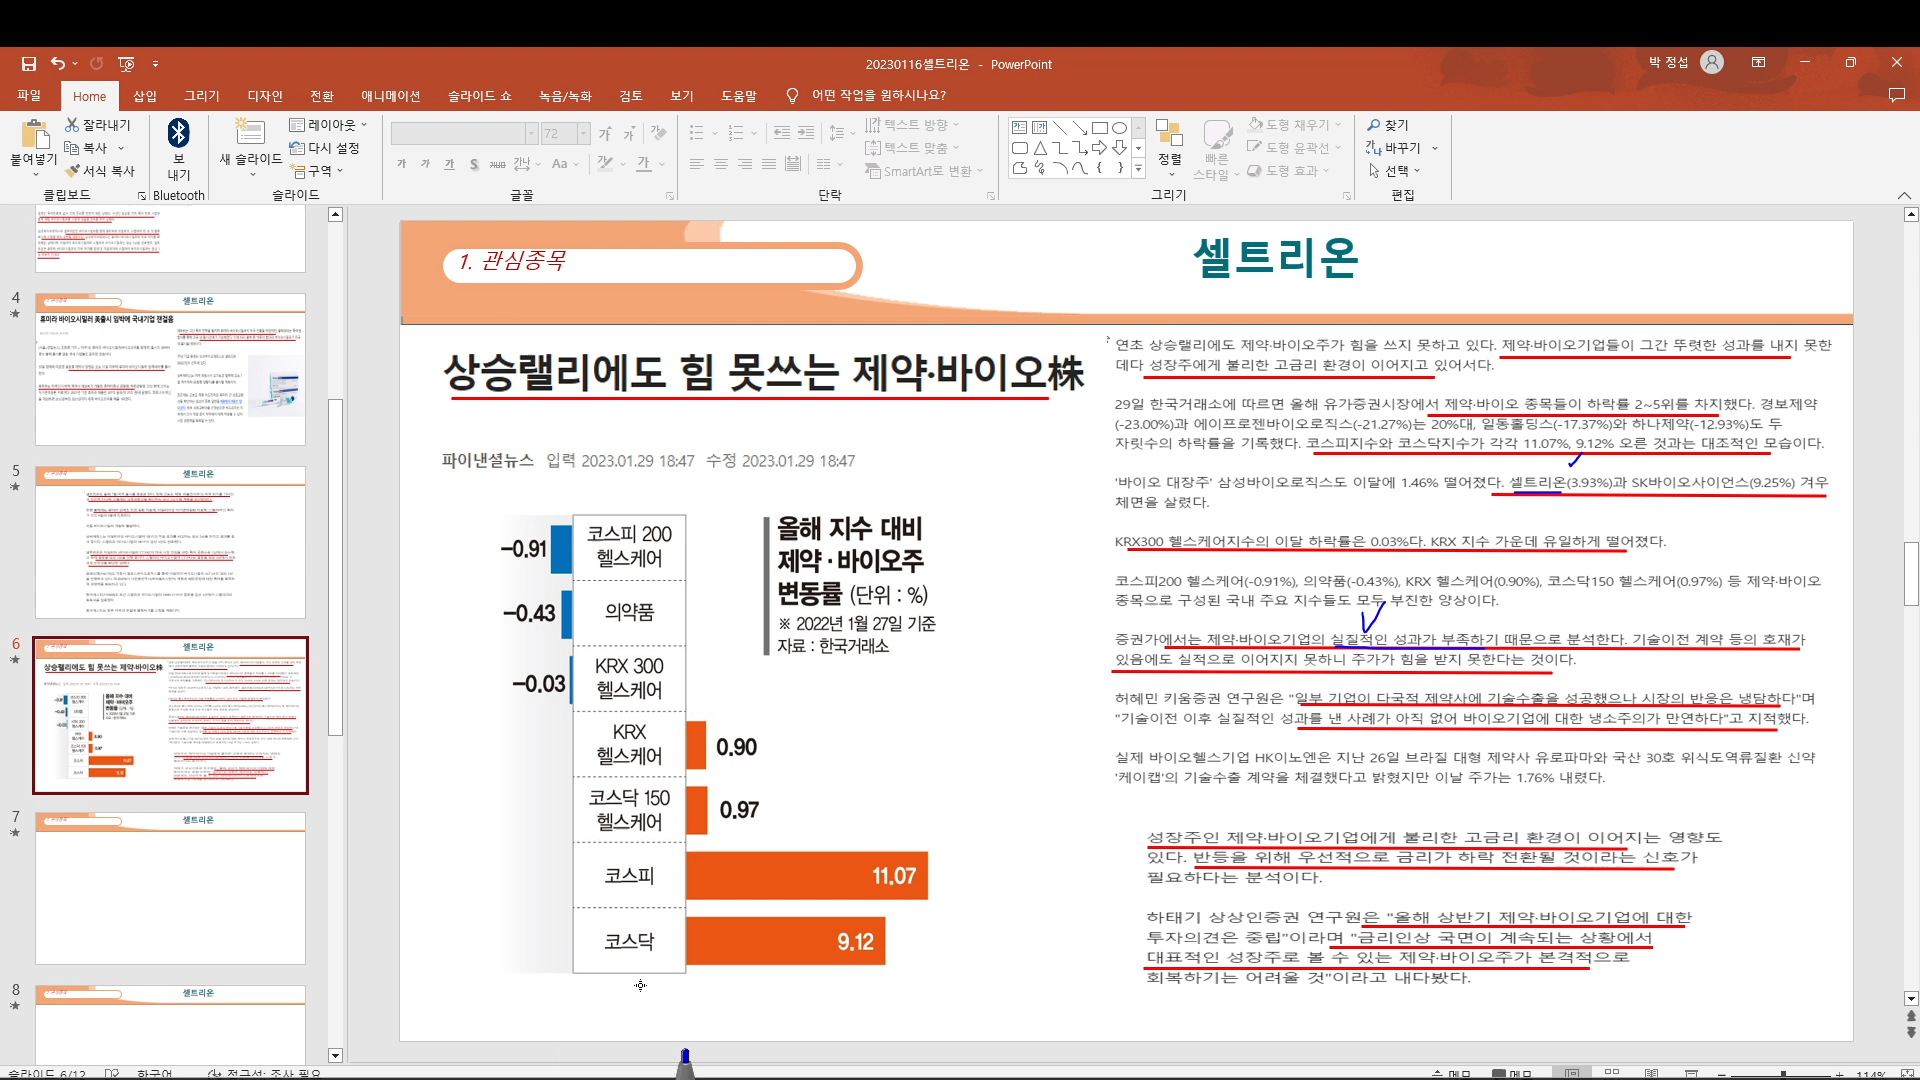 20230116셀트리온 - PowerPoint
박 정섭
파일
Home
삽입
그리기
디자인
전환
애니메이션
슬라이드 쇼
녹음/녹화
검토
보기
도움말
어떤 작업을 원하시나요?
붙여넣기
잘라내기
복사
서식 복사
클립보드
보
내기
Bluetooth
새 슬라이드
레이아웃
다시 설정
구역
슬라이드
72
가 가 가 S 간 Aa 가
글꼴
텍스트 방향
텍스트 맞춤
SmartArt로 변환
단락
정렬
빠른
스타일
도형 채우기
도형 윤곽선
도형 효과
그리기
찾기
바꾸기
선택
편집
4
셀트리온
휴미라 바이오시밀러 美출시 임박에 국내기업 잰걸음
5
셀트리온
6
셀트리온
상승랠리에도 힘 못쓰는 제약·바이오株
7
셀트리온
8
셀트리온
1. 관심종목
셀트리온
상승랠리에도 힘 못쓰는 제약·바이오株
파이낸셜뉴스 입력 2023.01.29 18:47 수정 2023.01.29 18:47
올해 지수 대비
제약·바이오주
변동률 (단위 : %)
※ 2022년 1월 27일 기준
자료 : 한국거래소
-0.91 코스피 200 헬스케어
-0.43 의약품
-0.03 KRX 300 헬스케어
KRX 헬스케어 0.90
코스닥 150 헬스케어 0.97
코스피 11.07
코스닥 9.12
연초 상승랠리에도 제약·바이오주가 힘을 쓰지 못하고 있다. 제약·바이오기업들이 그간 뚜렷한 성과를 내지 못한
데다 성장주에게 불리한 고금리 환경이 이어지고 있어서다.
29일 한국거래소에 따르면 올해 유가증권시장에서 제약·바이오 종목들이 하락률 2~5위를 차지했다. 경보제약
(-23.00%)과 에이프로젠바이오로직스(-21.27%)는 20%대, 일동홀딩스(-17.37%)와 하나제약(-12.93%)도 두
자릿수의 하락률을 기록했다. 코스피지수와 코스닥지수가 각각 11.07%, 9.12% 오른 것과는 대조적인 모습이다.
'바이오 대장주' 삼성바이오로직스도 이달에 1.46% 떨어졌다. 셀트리온(3.93%)과 SK바이오사이언스(9.25%) 겨우
체면을 살렸다.
KRX300 헬스케어지수의 이달 하락률은 0.03%다. KRX 지수 가운데 유일하게 떨어졌다.
코스피200 헬스케어(-0.91%), 의약품(-0.43%), KRX 헬스케어(0.90%), 코스닥150 헬스케어(0.97%) 등 제약·바이오
종목으로 구성된 국내 주요 지수들도 모두 부진한 양상이다.
증권가에서는 제약·바이오기업의 실질적인 성과가 부족하기 때문으로 분석한다. 기술이전 계약 등의 호재가
있음에도 실적으로 이어지지 못하니 주가가 힘을 받지 못한다는 것이다.
허혜민 키움증권 연구원은 "일부 기업이 다국적 제약사에 기술수출을 성공했으나 시장의 반응은 냉담하다"며
"기술이전 이후 실질적인 성과를 낸 사례가 아직 없어 바이오기업에 대한 냉소주의가 만연하다"고 지적했다.
실제 바이오헬스기업 HK이노엔은 지난 26일 브라질 대형 제약사 유로파마와 국산 30호 위식도역류질환 신약
'케이캡'의 기술수출 계약을 체결했다고 밝혔지만 이날 주가는 1.76% 내렸다.
성장주인 제약·바이오기업에게 불리한 고금리 환경이 이어지는 영향도
있다. 반등을 위해 우선적으로 금리가 하락 전환될 것이라는 신호가
필요하다는 분석이다.
하태기 상상인증권 연구원은 "올해 상반기 제약·바이오기업에 대한
투자의견은 중립"이라며 "금리인상 국면이 계속되는 상황에서
대표적인 성장주로 볼 수 있는 제약·바이오주가 본격적으로
회복하기는 어려울 것"이라고 내다봤다.
슬라이드 6/12
한국어
접근성: 조사 필요
메모
메모
114%